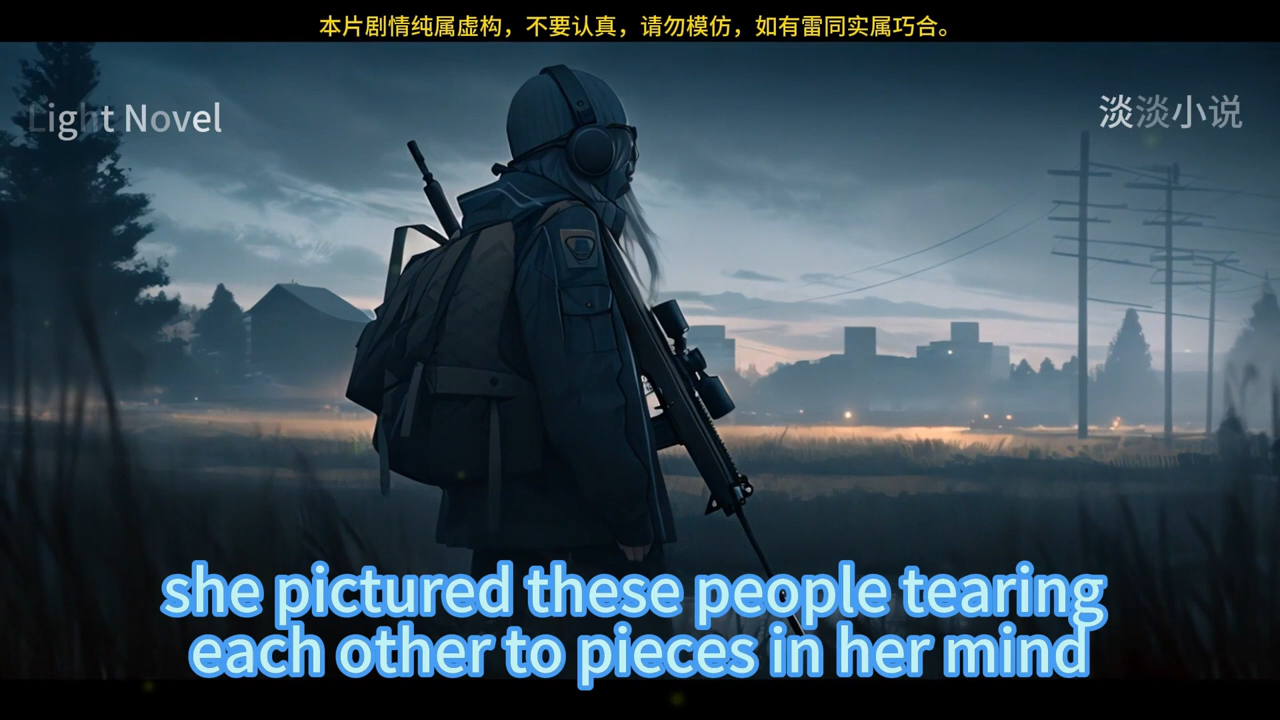 本片剧情纯属虚构，不要认真，请勿模仿，如有雷同实属巧合。
Light Novel
淡淡小说
she pictured these people tearing
each other to pieces in her mind